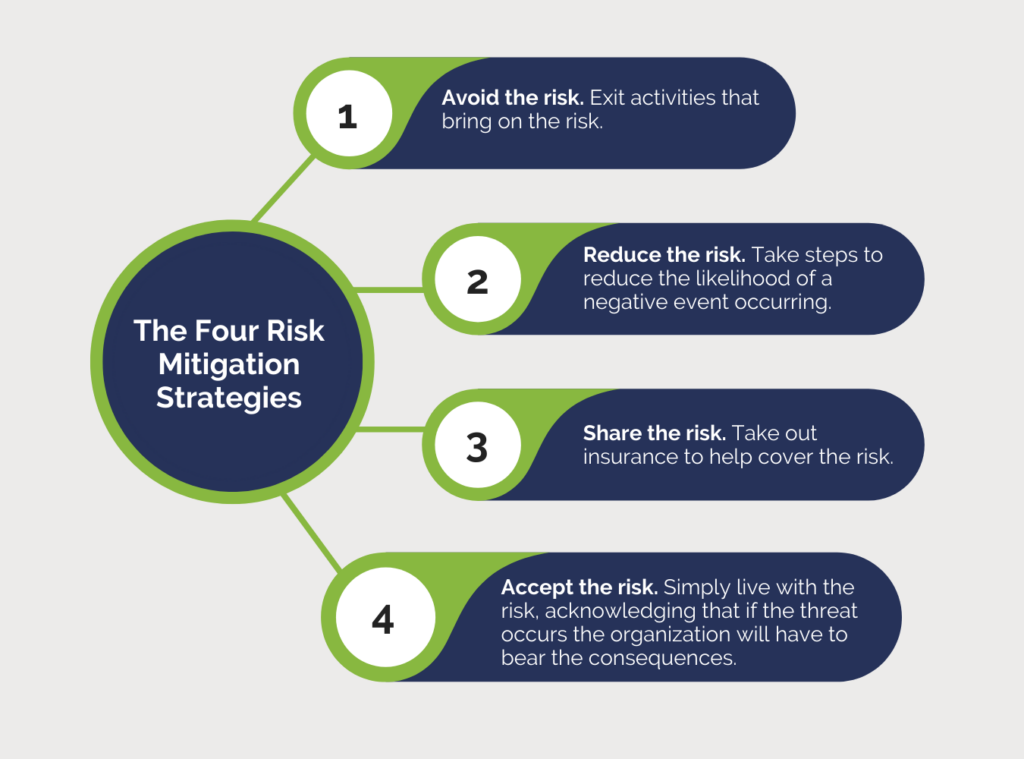 The Four Risk
Mitigation
Strategies
1
Avoid the risk. Exit activities that
bring on the risk.
2
Reduce the risk. Take steps to
reduce the likelihood of a
negative event occurring.
3
Share the risk. Take out
insurance to help cover the risk.
4
Accept the risk. Simply live with the
risk, acknowledging that if the threat
occurs the organization will have to
bear the consequences.